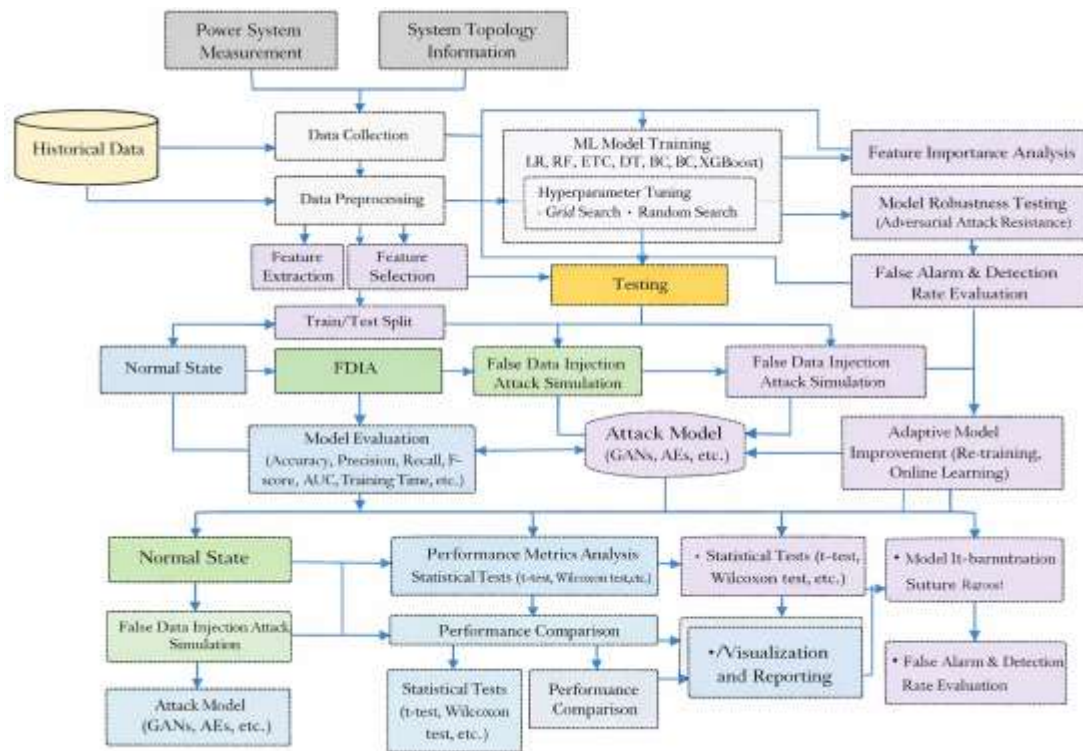 Power System
Measurement
System Topology
Information
Historical Data
Data Collection
ML Model Training
LR, RF, ETC, DT, BC, BC, XGBoost)
Feature Importance Analysis
Data Preprocessing
Hyperparameter Tuning
- Grid Search • Random Search
Model Robustness Testing
(Adversarial Attack Resistance)
Feature
Extraction
Feature
Selection
Testing
False Alarm & Detection
Rate Evaluation
Train/Test Split
Normal State
FDIA
False Data Injection
Attack Simulation
False Data Injection
Attack Simulation
Model Evaluation
(Accuracy, Precision, Recall, F-
score, AUC, Training Time, etc.)
Attack Model
(GANs, AEs, etc.)
Adaptive Model
Improvement (Re-training,
Online Learning)
Normal State
Performance Metrics Analysis
Statistical Tests (t-test, Wilcoxon test, etc.)
• Statistical Tests (t-test,
Wilcoxon test, etc.)
• Model It-barmutnation
Suture
False Data Injection Attack
Simulation
Performance Comparison
•/Visualization
and Reporting
• False Alarm & Detection
Rate Evaluation
Attack Model
(GANs, AEs, etc.)
Statistical Tests
(t-test, Wilcoxon
test, etc.)
Performance
Comparison